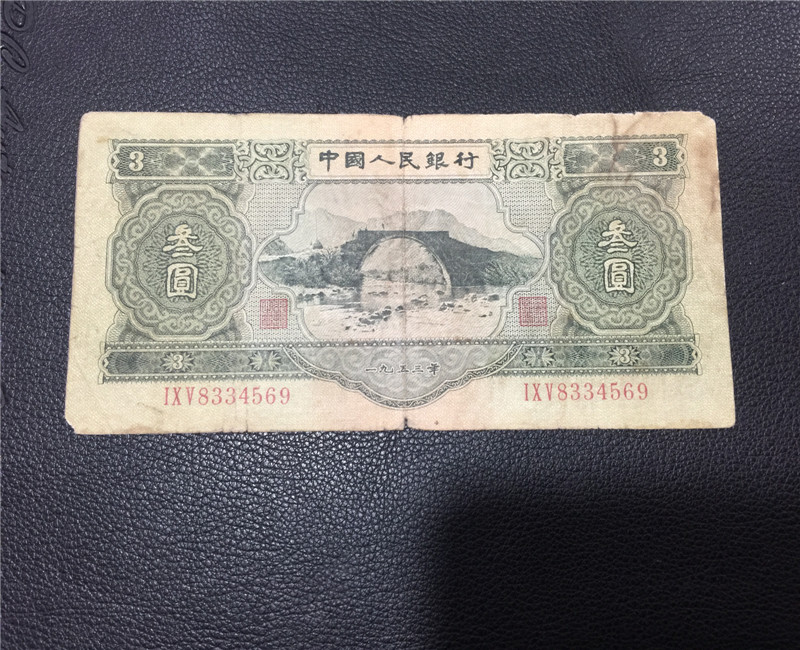 3 中國人民銀行 3
叁圓 叁圓
3 一九五三年 3
IXV8334569 IXV8334569